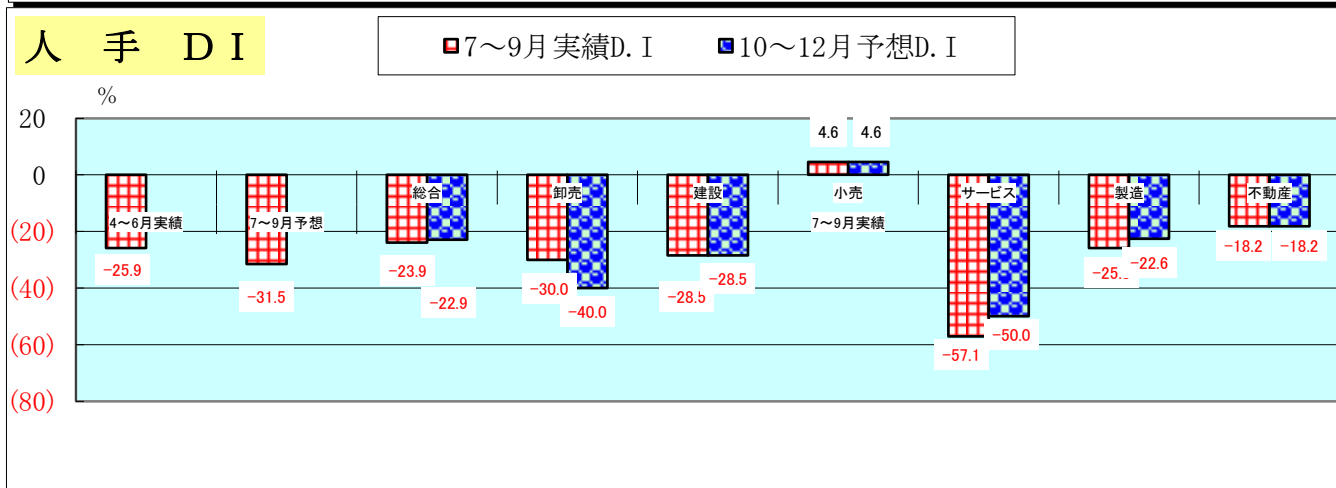 人 手 D I
7～9月実績D.I 10～12月予想D.I
%
20
0
(20)
(40)
(60)
(80)
4～6月実績
7～9月予想
総合
卸売
建設
小売
7～9月実績
サービス
製造
不動産
-25.9
-31.5
-23.9
-22.9
-30.0
-40.0
-28.5
-28.5
4.6
4.6
-57.1
-50.0
-22.6
-18.2
-18.2